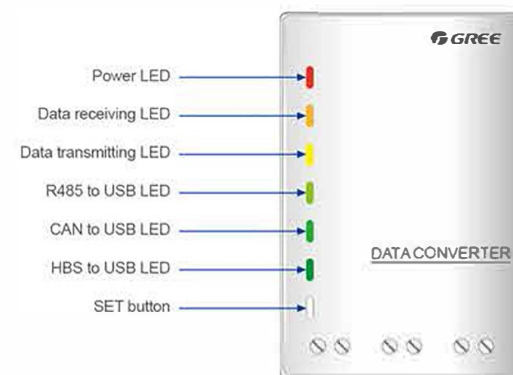 GREE
Power LED
Data receiving LED
Data transmitting LED
R485 to USB LED
CAN to USB LED
HBS to USB LED
SET button
DATA CONVERTER